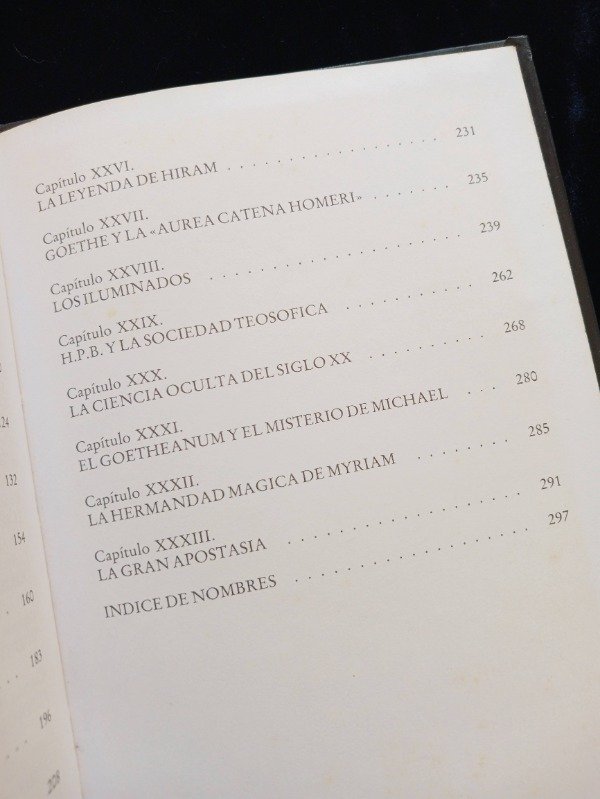 132
154
160
183
196
208
Capítulo XXVI.
LA LEYENDA DE HIRAM . . . . . . . . . . . . . . . . 231
Capítulo XXVII.
GOETHE Y LA «AUREA CATENA HOMERI» . . . . . . . 235
Capítulo XXVIII.
LOS ILUMINADOS . . . . . . . . . . . . . . . . . . . 239
Capítulo XXIX.
H.P.B. Y LA SOCIEDAD TEOSOFICA . . . . . . . . . . 262
Capítulo XXX.
LA CIENCIA OCULTA DEL SIGLO XX . . . . . . . . . 268
Capítulo XXXI.
EL GOETHEANUM Y EL MISTERIO DE MICHAEL . . . 280
Capítulo XXXII.
LA HERMANDAD MAGICA DE MYRIAM . . . . . . . 285
Capítulo XXXIII.
LA GRAN APOSTASIA . . . . . . . . . . . . . . . . 291
INDICE DE NOMBRES . . . . . . . . . . . . . . . . 297